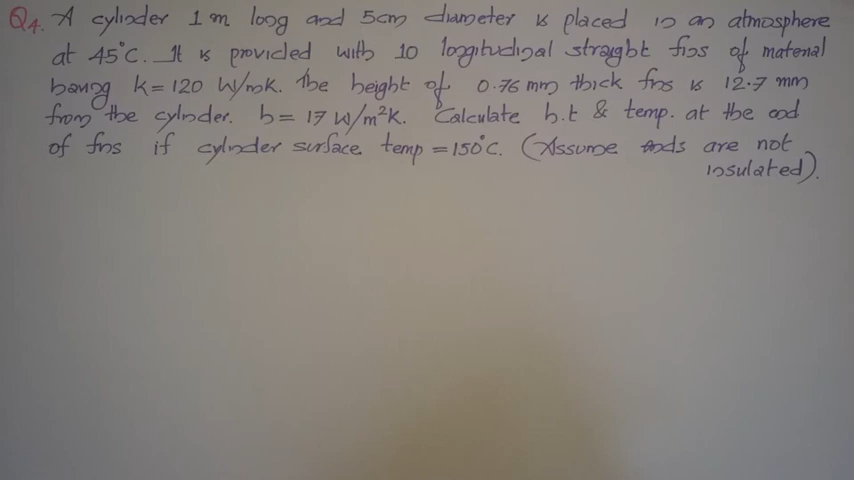 Q4. A cylinder 1 m long and 5cm diameter is placed in an atmosphere
at 45°C. It is provided with 10 longitudinal straight fins of material
having k = 120 W/mK. The height of 0.76 mm thick fins is 12.7 mm
from the cylinder. h = 17 W/m²K. Calculate h.t & temp. at the end
of fins if cylinder surface temp = 150°C. (Assume ends are not
insulated).